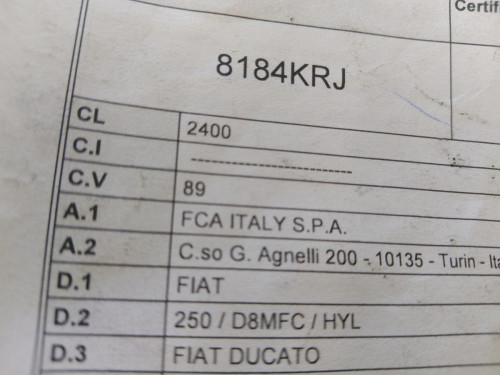 Certif
8184KRJ
CL 2400
C.I ----------------------------
C.V 89
A.1 FCA ITALY S.P.A.
A.2 C.so G. Agnelli 200 - 10135 - Turin - Ita
D.1 FIAT
D.2 250 / D8MFC / HYL
D.3 FIAT DUCATO